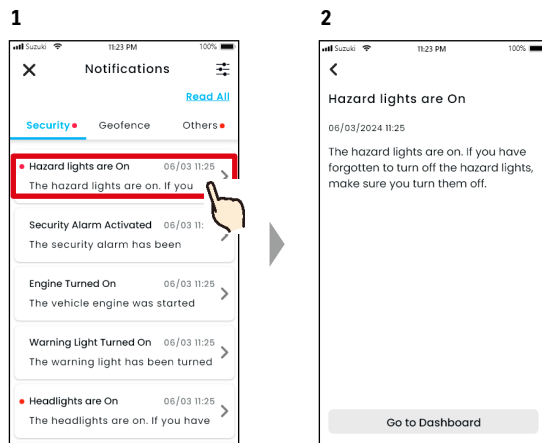 1
Suzuki 11:23 PM 100%
Notifications
Read All
Security Geofence Others
Hazard lights are On 06/03 11:25
The hazard lights are on. If you
Security Alarm Activated 06/03 11:
The security alarm has been
Engine Turned On 06/03 11:25
The vehicle engine was started
Warning Light Turned On 06/03 11:25
The warning light has been turned
Headlights are On 06/03 11:25
The headlights are on. If you have
2
Suzuki 11:23 PM 100%
Hazard lights are On
06/03/2024 11:25
The hazard lights are on. If you have
forgotten to turn off the hazard lights,
make sure you turn them off.
Go to Dashboard